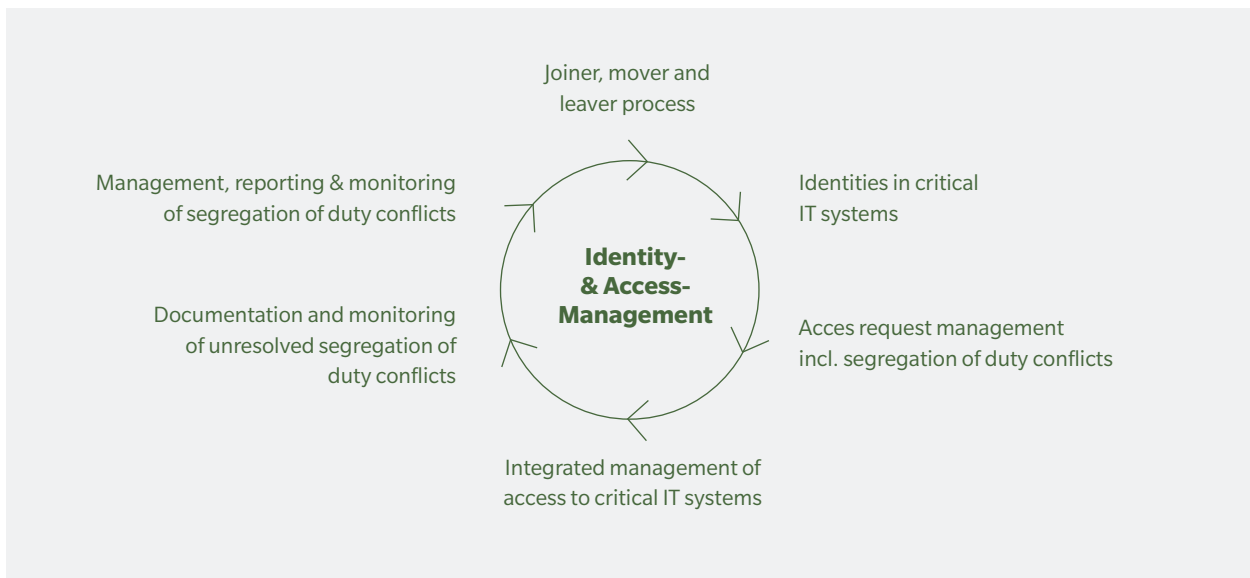 Joiner, mover and
leaver process
Management, reporting & monitoring
of segregation of duty conflicts
Identities in critical
IT systems
Identity-
& Access-
Management
Documentation and monitoring
of unresolved segregation of
duty conflicts
Acces request management
incl. segregation of duty conflicts
Integrated management of
access to critical IT systems